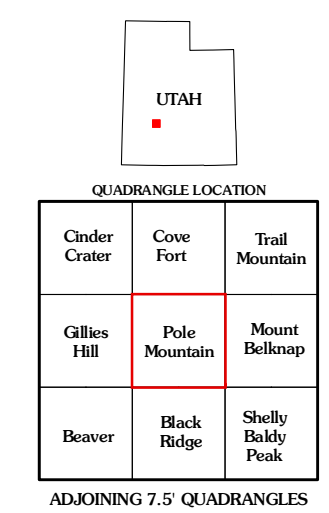 UTAH
QUADRANGLE LOCATION
Cinder
Crater
Cove
Fort
Trail
Mountain
Gillies
Hill
Pole
Mountain
Mount
Belknap
Beaver
Black
Ridge
Shelly
Baldy
Peak
ADJOINING 7.5' QUADRANGLES